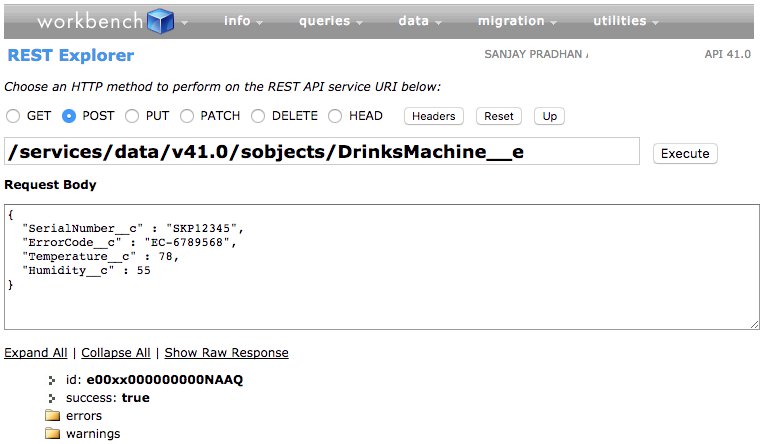 workbench info queries data migration utilities
REST Explorer SANJAY PRADHAN API 41.0
Choose an HTTP method to perform on the REST API service URI below:
GET POST PUT PATCH DELETE HEAD Headers Reset Up
/services/data/v41.0/sobjects/DrinksMachine__e Execute
Request Body
{
"SerialNumber__c" : "SKP12345",
"ErrorCode__c" : "EC-6789568",
"Temperature__c" : 78,
"Humidity__c" : 55
}
Expand All | Collapse All | Show Raw Response
id: e00xx000000000NAAQ
success: true
errors
warnings